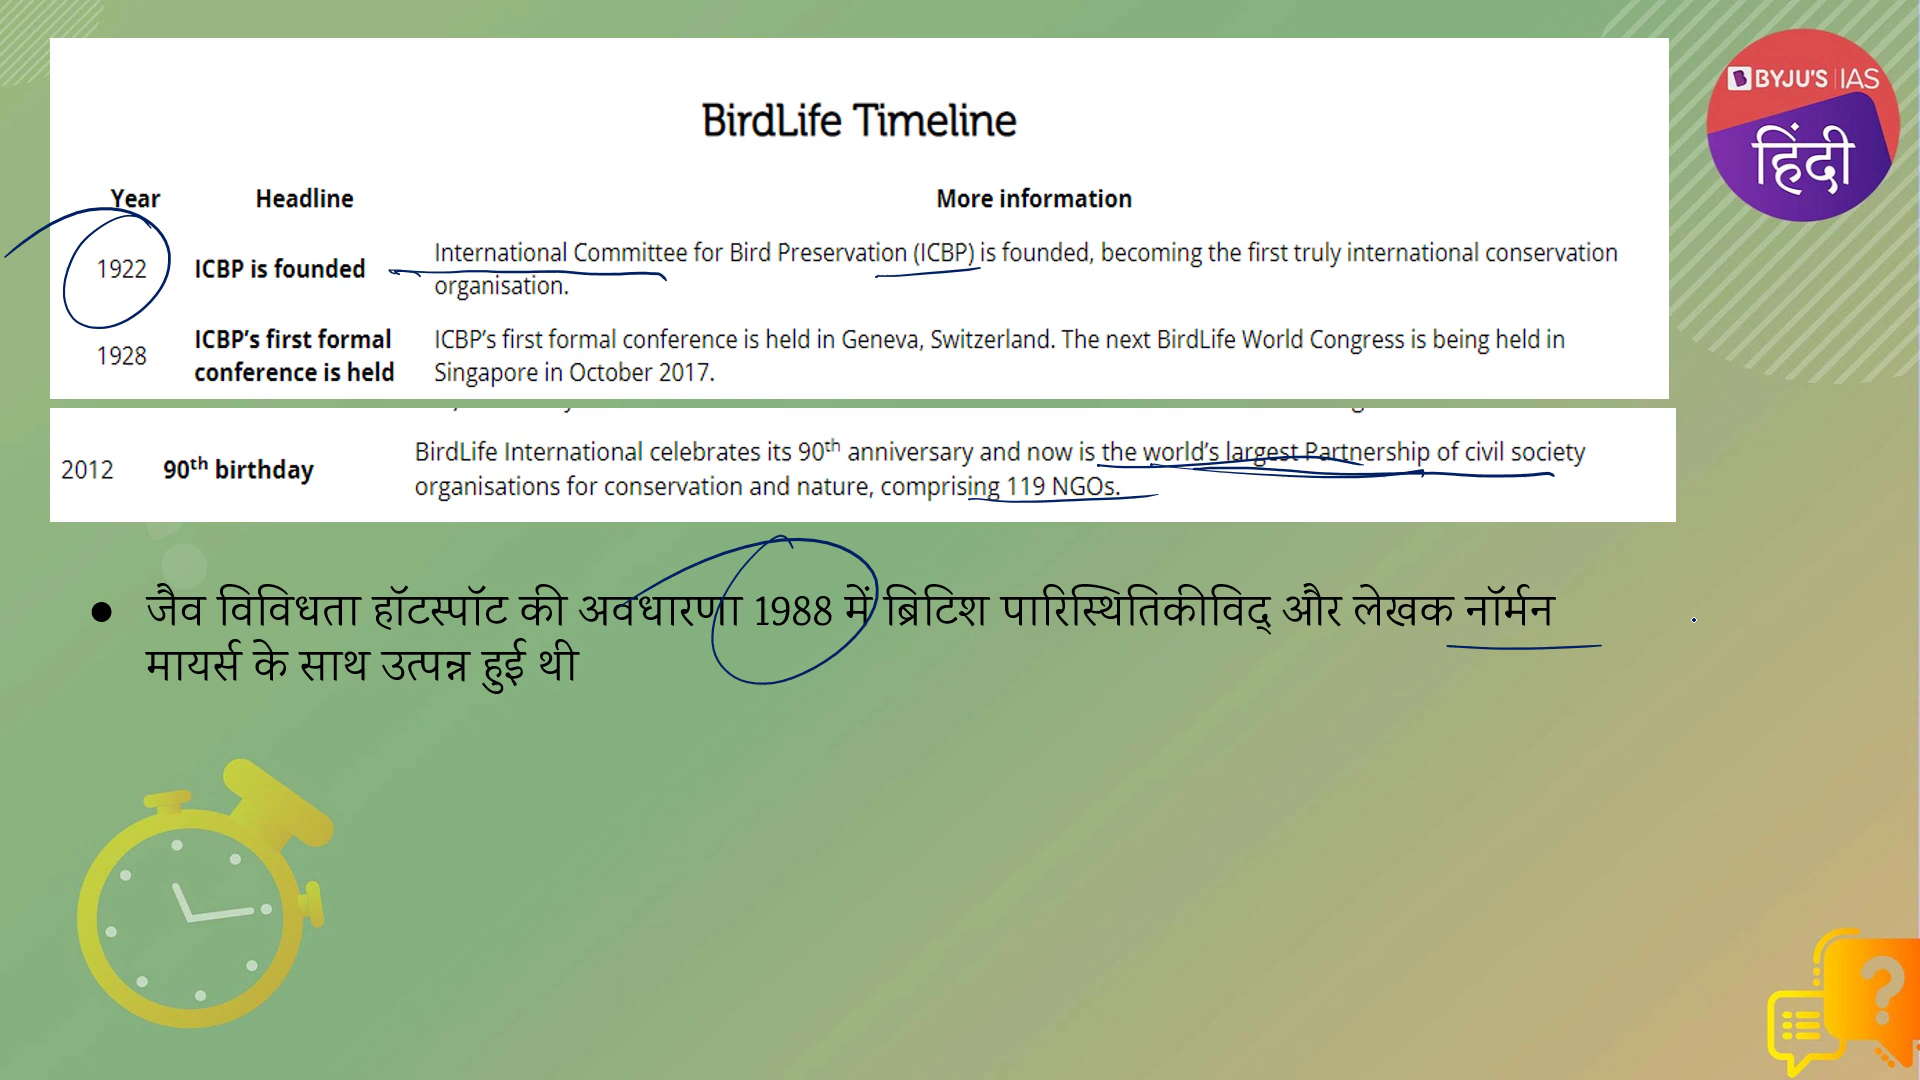 BYJU'S IAS
हिंदी
BirdLife Timeline
Year Headline More information
1922 ICBP is founded International Committee for Bird Preservation (ICBP) is founded, becoming the first truly international conservation
organisation.
1928 ICBP’s first formal conference is held ICBP’s first formal conference is held in Geneva, Switzerland. The next BirdLife World Congress is being held in
Singapore in October 2017.
2012 90th birthday BirdLife International celebrates its 90th anniversary and now is the world’s largest Partnership of civil society
organisations for conservation and nature, comprising 119 NGOs.
● जैव विविधता हॉटस्पॉट की अवधारणा 1988 में ब्रिटिश पारिस्थितिकीविद् और लेखक नॉर्मन
मायर्स के साथ उत्पन्न हुई थी
?